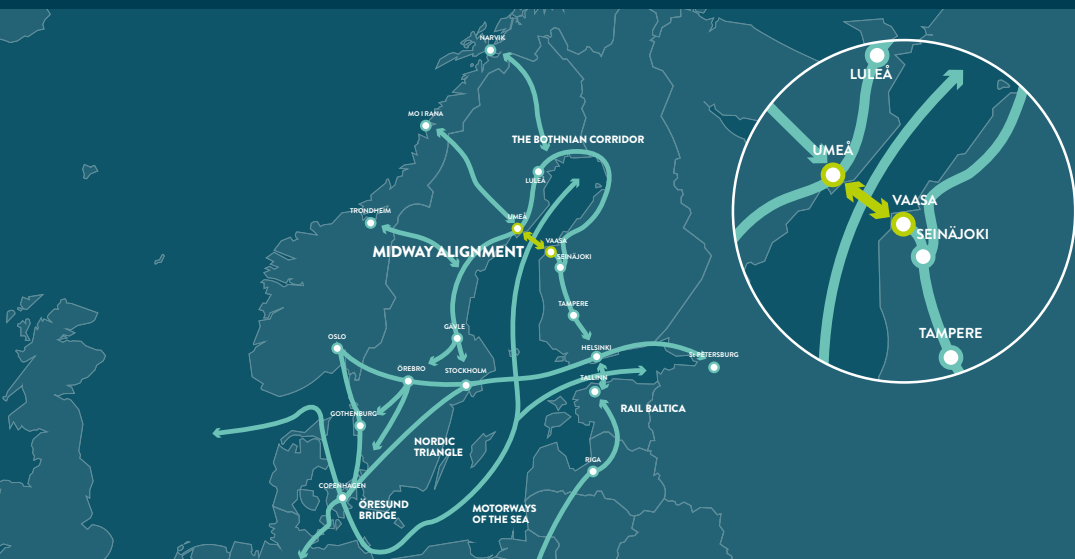 NARVIK
MO I RANA
THE BOTHNIAN CORRIDOR
LULEÅ
TRONDHEIM
UMEÅ
MIDWAY ALIGNMENT
VAASA
SEINÄJOKI
TAMPERE
GÄVLE
OSLO
HELSINKI
St PETERSBURG
ÖREBRO
STOCKHOLM
TALLINN
RAIL BALTICA
GOTHENBURG
NORDIC
TRIANGLE
RIGA
COPENHAGEN
ÖRESUND
BRIDGE
MOTORWAYS
OF THE SEA
LULEÅ
UMEÅ
VAASA
SEINÄJOKI
TAMPERE